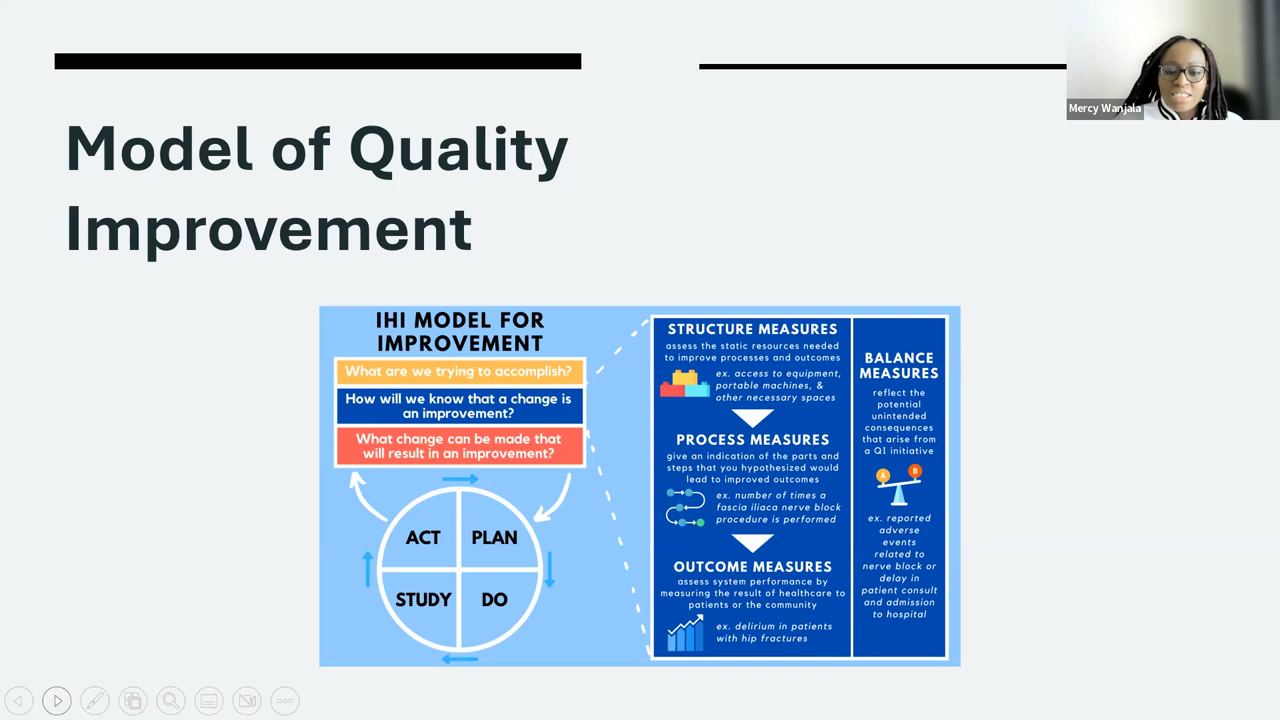 Mercy Wanjala
Model of Quality
Improvement
IHI MODEL FOR
IMPROVEMENT
What are we trying to accomplish?
How will we know that a change is
an improvement?
What change can be made that
will result in an improvement?
ACT
PLAN
STUDY
DO
STRUCTURE MEASURES
assess the static resources needed
to improve processes and outcomes
ex. access to equipment,
portable machines, &
other necessary spaces
PROCESS MEASURES
give an indication of the parts and
steps that you hypothesized would
lead to improved outcomes
ex. number of times a
fascia iliaca nerve block
procedure is performed
OUTCOME MEASURES
assess system performance by
measuring the result of healthcare to
patients or the community
ex. delirium in patients
with hip fractures
BALANCE
MEASURES
reflect the
potential
unintended
consequences
that arise from
a QI initiative
A
B
ex. reported
adverse
events
related to
nerve block or
delay in
patient consult
and admission
to hospital